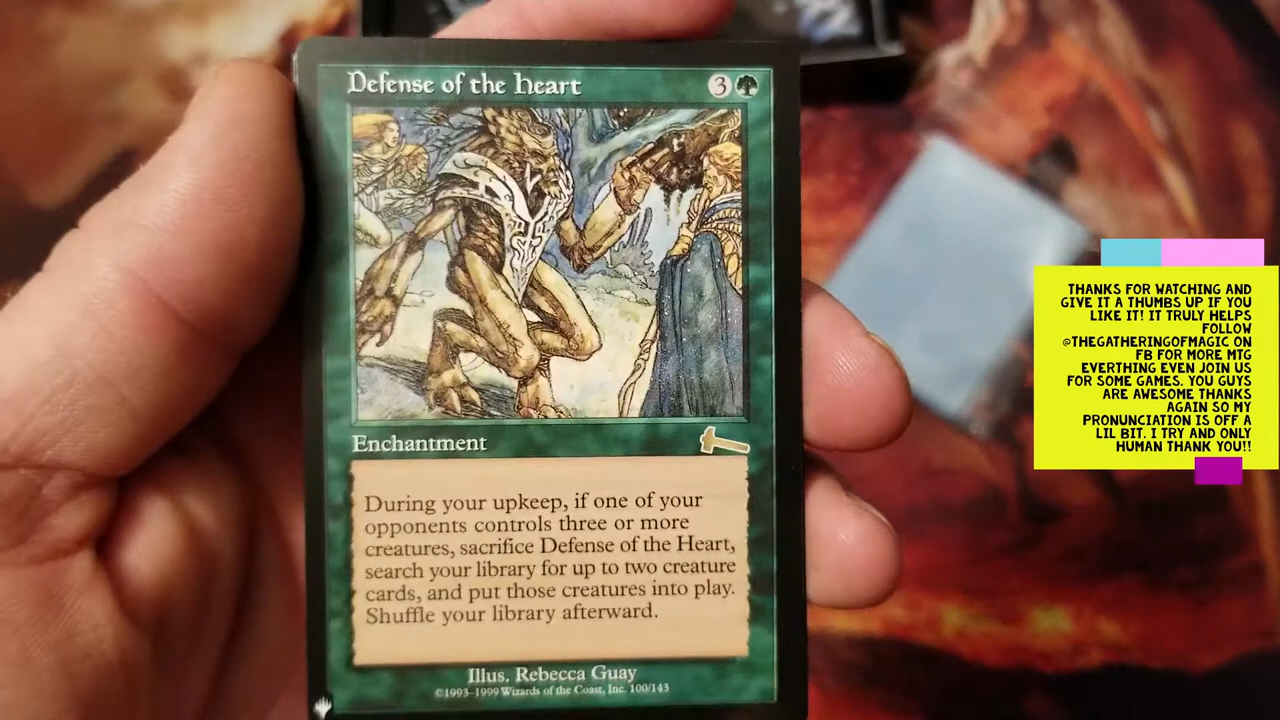 Defense of the Heart
3
Enchantment
During your upkeep, if one of your
opponents controls three or more
creatures, sacrifice Defense of the Heart,
search your library for up to two creature
cards, and put those creatures into play.
Shuffle your library afterward.
Illus. Rebecca Guay
©1993-1999 Wizards of the Coast, Inc. 100/143
THANKS FOR WATCHING AND
GIVE IT A THUMBS UP IF YOU
LIKE IT! IT TRULY HELPS
FOLLOW
@THEGATHERINGOFMAGIC ON
FB FOR MORE MTG
EVERTHING EVEN JOIN US
FOR SOME GAMES. YOU GUYS
ARE AWESOME THANKS
AGAIN SO MY
PRONUNCIATION IS OFF A
LIL BIT. I TRY AND ONLY
HUMAN THANK YOU!!